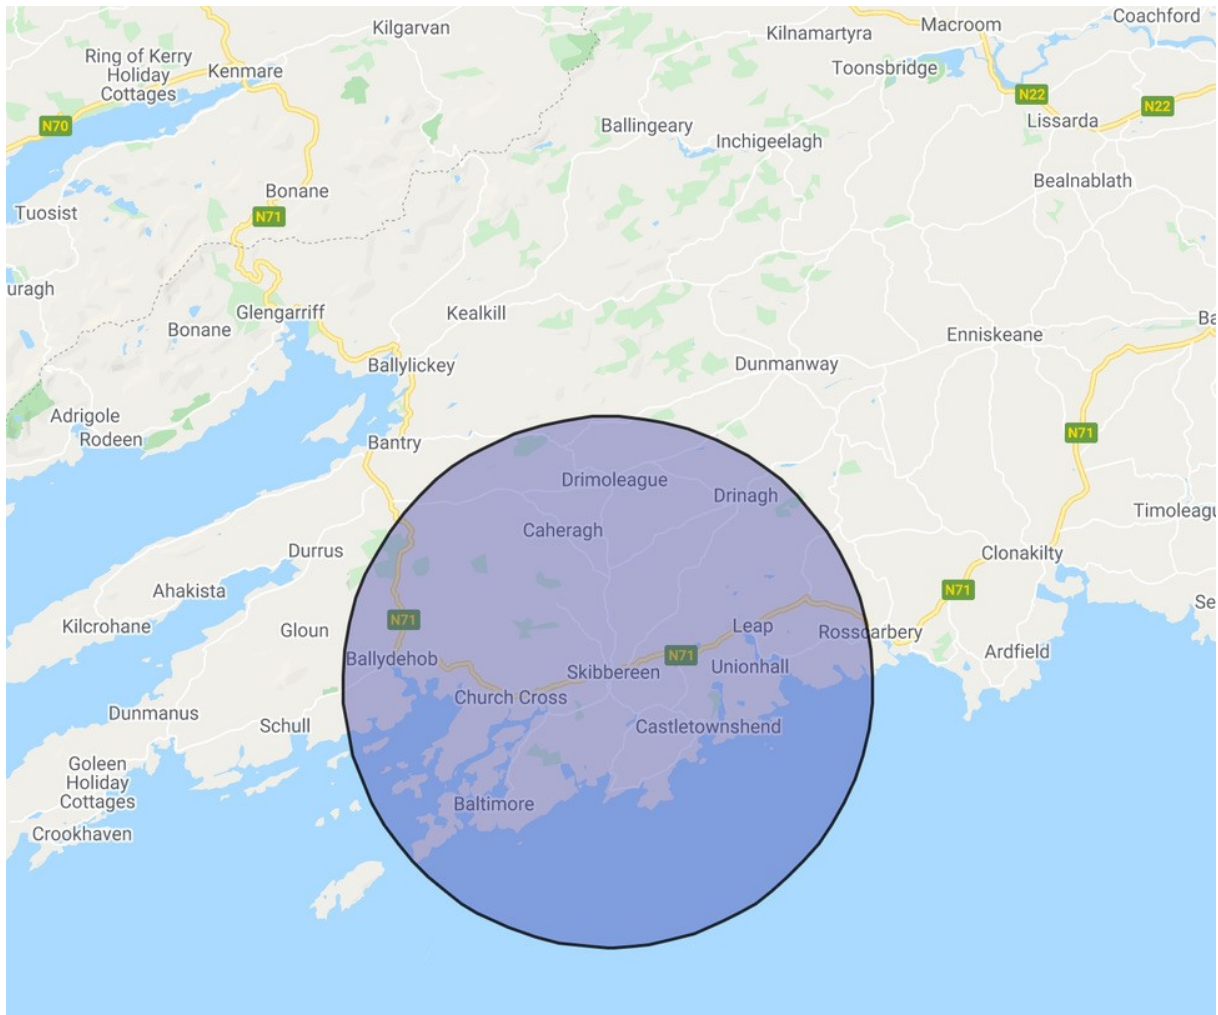 Coachford
Kilgarvan
Macroom
Kilnamartyra
Ring of Kerry
Holiday
Cottages
Kenmare
Toonsbridge
N22
N22
N70
Lissarda
Ballingeary
Inchigeelagh
Bealnablath
Bonane
Tuosist
N71
uragh
Glengarriff
Kealkill
Ba
Bonane
Enniskeane
Ballylickey
Dunmanway
Adrigole
Rodeen
Bantry
N71
Drimoleague
Drinagh
Timoleagu
Caheragh
Durrus
Clonakilty
Ahakista
N71
Se
Kilcrohane
Gloun
N71
Leap
Rosscarbery
Ardfield
Ballydehob
N71
Skibbereen
Unionhall
Church Cross
Dunmanus
Schull
Castletownshend
Goleen
Holiday
Cottages
Baltimore
Crookhaven